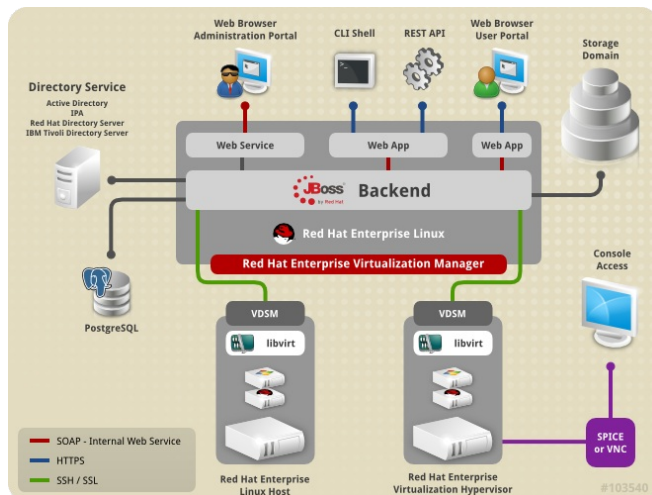 Web Browser
Administration Portal
CLI Shell
REST API
Web Browser
User Portal
Storage
Domain
Directory Service
Active Directory
IPA
Red Hat Directory Server
IBM Tivoli Directory Server
Web Service
Web App
Web App
JBoss
by Red Hat
Backend
Red Hat Enterprise Linux
Red Hat Enterprise Virtualization Manager
Console
Access
PostgreSQL
VDSM
libvirt
VDSM
libvirt
SOAP - Internal Web Service
HTTPS
SSH / SSL
Red Hat Enterprise
Linux Host
Red Hat Enterprise
Virtualization Hypervisor
SPICE
or VNC
#103540